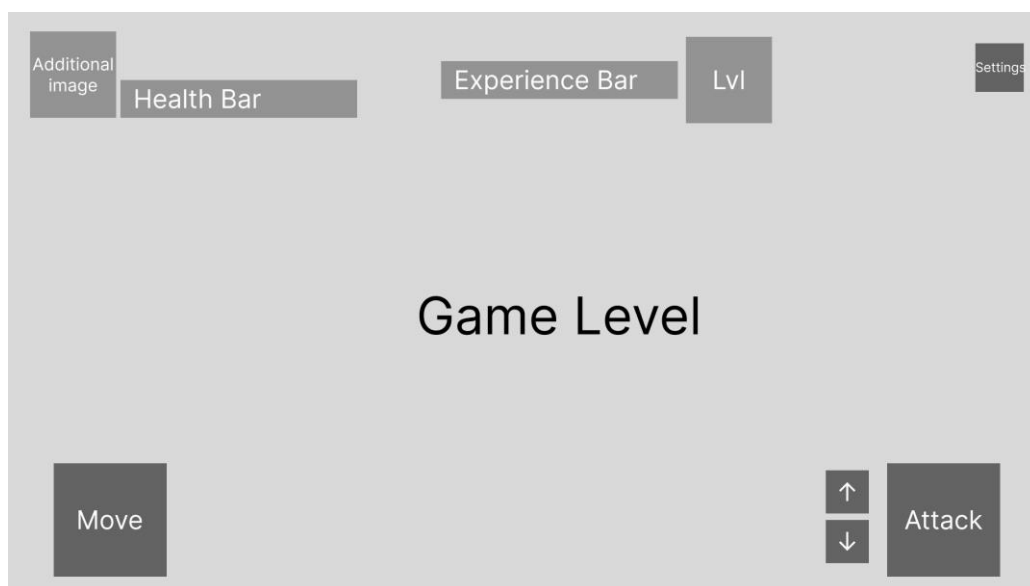 Additional
image
Health Bar
Experience Bar
Lvl
Settings
Game Level
Move
↑
↓
Attack